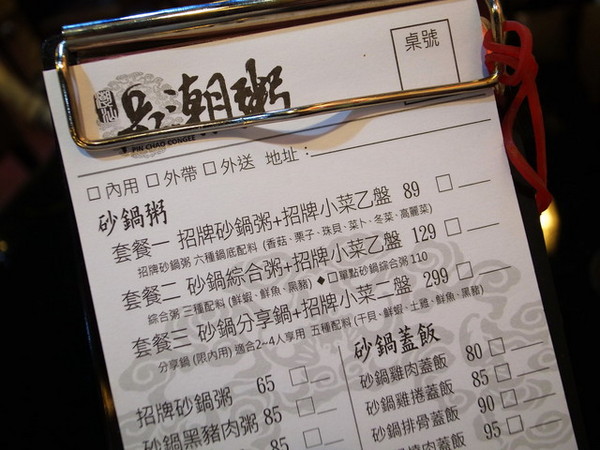 品潮粥
PIN CHAO CONGEE
桌號
□內用 □外帶 □外送 地址：
砂鍋粥
套餐一 招牌砂鍋粥+招牌小菜乙盤 89 □
招牌砂鍋粥 六種鍋底配料 (香菇、栗子、珠貝、菜卜、冬菜、高麗菜)
套餐二 砂鍋綜合粥+招牌小菜乙盤 129 □
綜合粥 三種配料 (鮮蝦、鮮魚、黑豬) ◆□單點砂鍋綜合粥 110
套餐三 砂鍋分享鍋+招牌小菜二盤 299 □
分享鍋 (限內用) 適合2~4人享用 五種配料 (干貝、鮮蝦、土雞、鮮魚、黑豬)
招牌砂鍋粥 65 □
砂鍋黑豬肉粥 85 □
85 □
砂鍋蓋飯
砂鍋雞肉蓋飯 80 □
砂鍋雞捲蓋飯 85 □
砂鍋排骨蓋飯 90 □
肉蓋飯 95 □